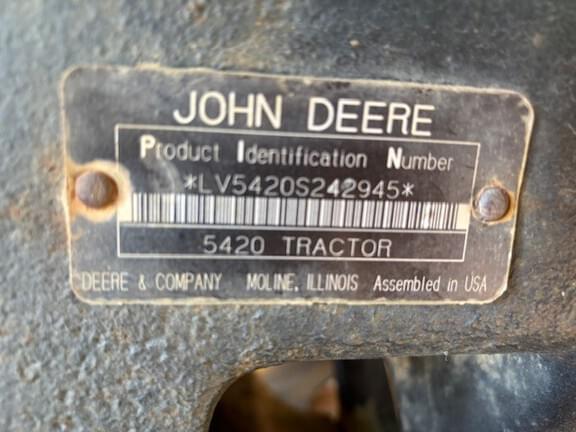 JOHN DEERE
Product Identification Number
*LV5420S242945*
5420 TRACTOR
DEERE & COMPANY MOLINE, ILLINOIS Assembled in USA